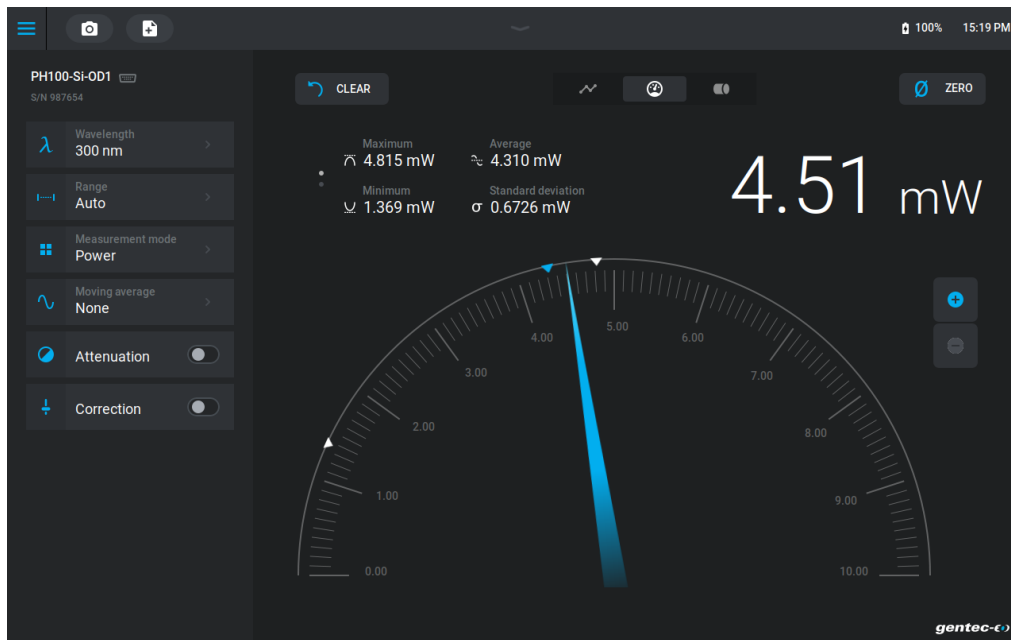 100% 15:19 PM
PH100-Si-OD1
S/N 987654
CLEAR
ZERO
Wavelength
300 nm
Range
Auto
Measurement mode
Power
Moving average
None
Attenuation
Correction
Maximum
4.815 mW
Average
4.310 mW
Minimum
1.369 mW
Standard deviation
σ 0.6726 mW
4.51 mW
0.00
1.00
2.00
3.00
4.00
5.00
6.00
7.00
8.00
9.00
10.00
gentec-eo